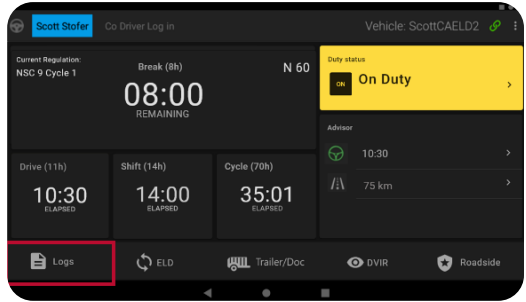 Scott Stofer
Co Driver Log in
Vehicle: ScottCAELD2
Current Regulation:
NSC 9 Cycle 1
Break (8h)
N 60
08:00
REMAINING
Duty status
ON
On Duty
Advisor
10:30
75 km
Drive (11h)
10:30
ELAPSED
Shift (14h)
14:00
ELAPSED
Cycle (70h)
35:01
ELAPSED
Logs
ELD
Trailer/Doc
DVIR
Roadside